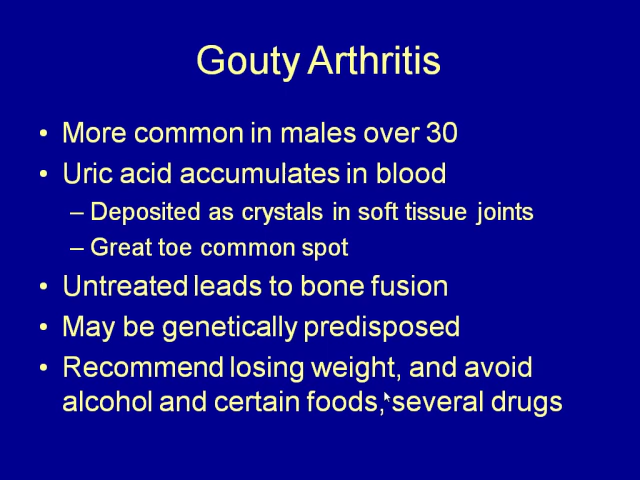 Gouty Arthritis
• More common in males over 30
• Uric acid accumulates in blood
– Deposited as crystals in soft tissue joints
– Great toe common spot
• Untreated leads to bone fusion
• May be genetically predisposed
• Recommend losing weight, and avoid
alcohol and certain foods, several drugs